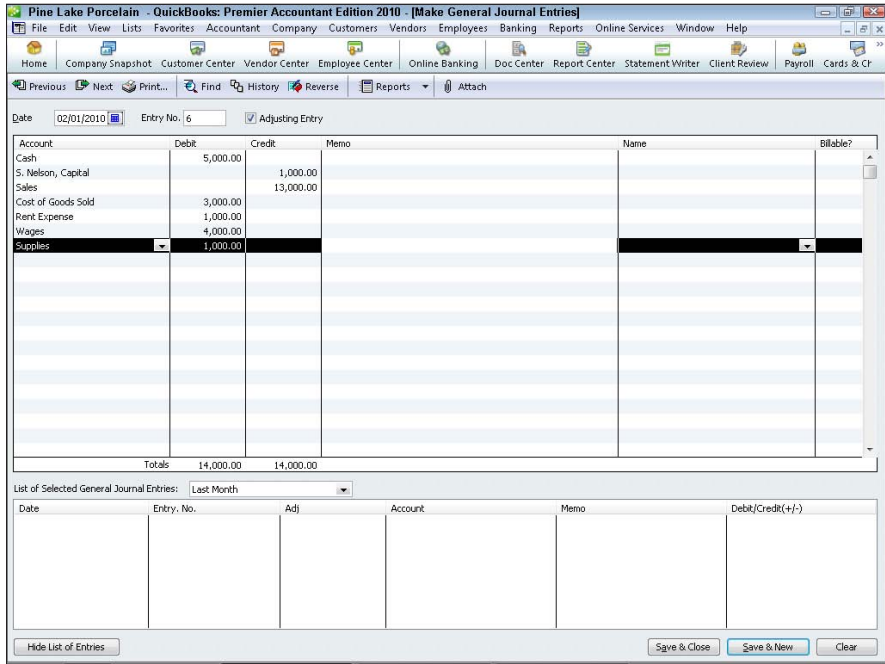 Pine Lake Porcelain - QuickBooks: Premier Accountant Edition 2010 - [Make General Journal Entries]
File Edit View Lists Favorites Accountant Company Customers Vendors Employees Banking Reports Online Services Window Help
Home Company Snapshot Customer Center Vendor Center Employee Center Online Banking Doc Center Report Center Statement Writer Client Review Payroll Cards & Ch
Previous Next Print... Find History Reverse Reports Attach
Date 02/01/2010 Entry No. 6 Adjusting Entry
Account Debit Credit Memo Name Billable?
Cash 5,000.00
S. Nelson, Capital 1,000.00
Sales 13,000.00
Cost of Goods Sold 3,000.00
Rent Expense 1,000.00
Wages 4,000.00
Supplies 1,000.00
Totals 14,000.00 14,000.00
List of Selected General Journal Entries: Last Month
Date Entry. No. Adj Account Memo Debit/Credit(+/-)
Hide List of Entries Save & Close Save & New Clear